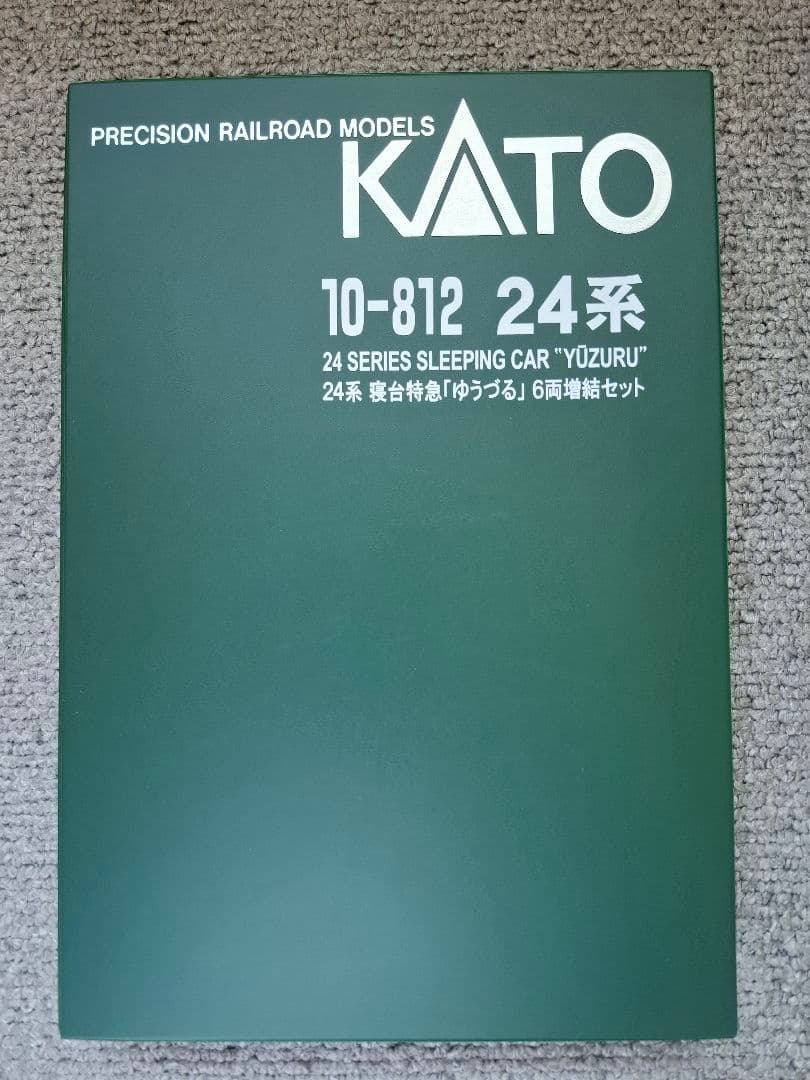 PRECISION RAILROAD MODELS
KATO
10-812 24系
24 SERIES SLEEPING CAR "YŪZURU"
24系 寝台特急「ゆうづる」 6両増結セット